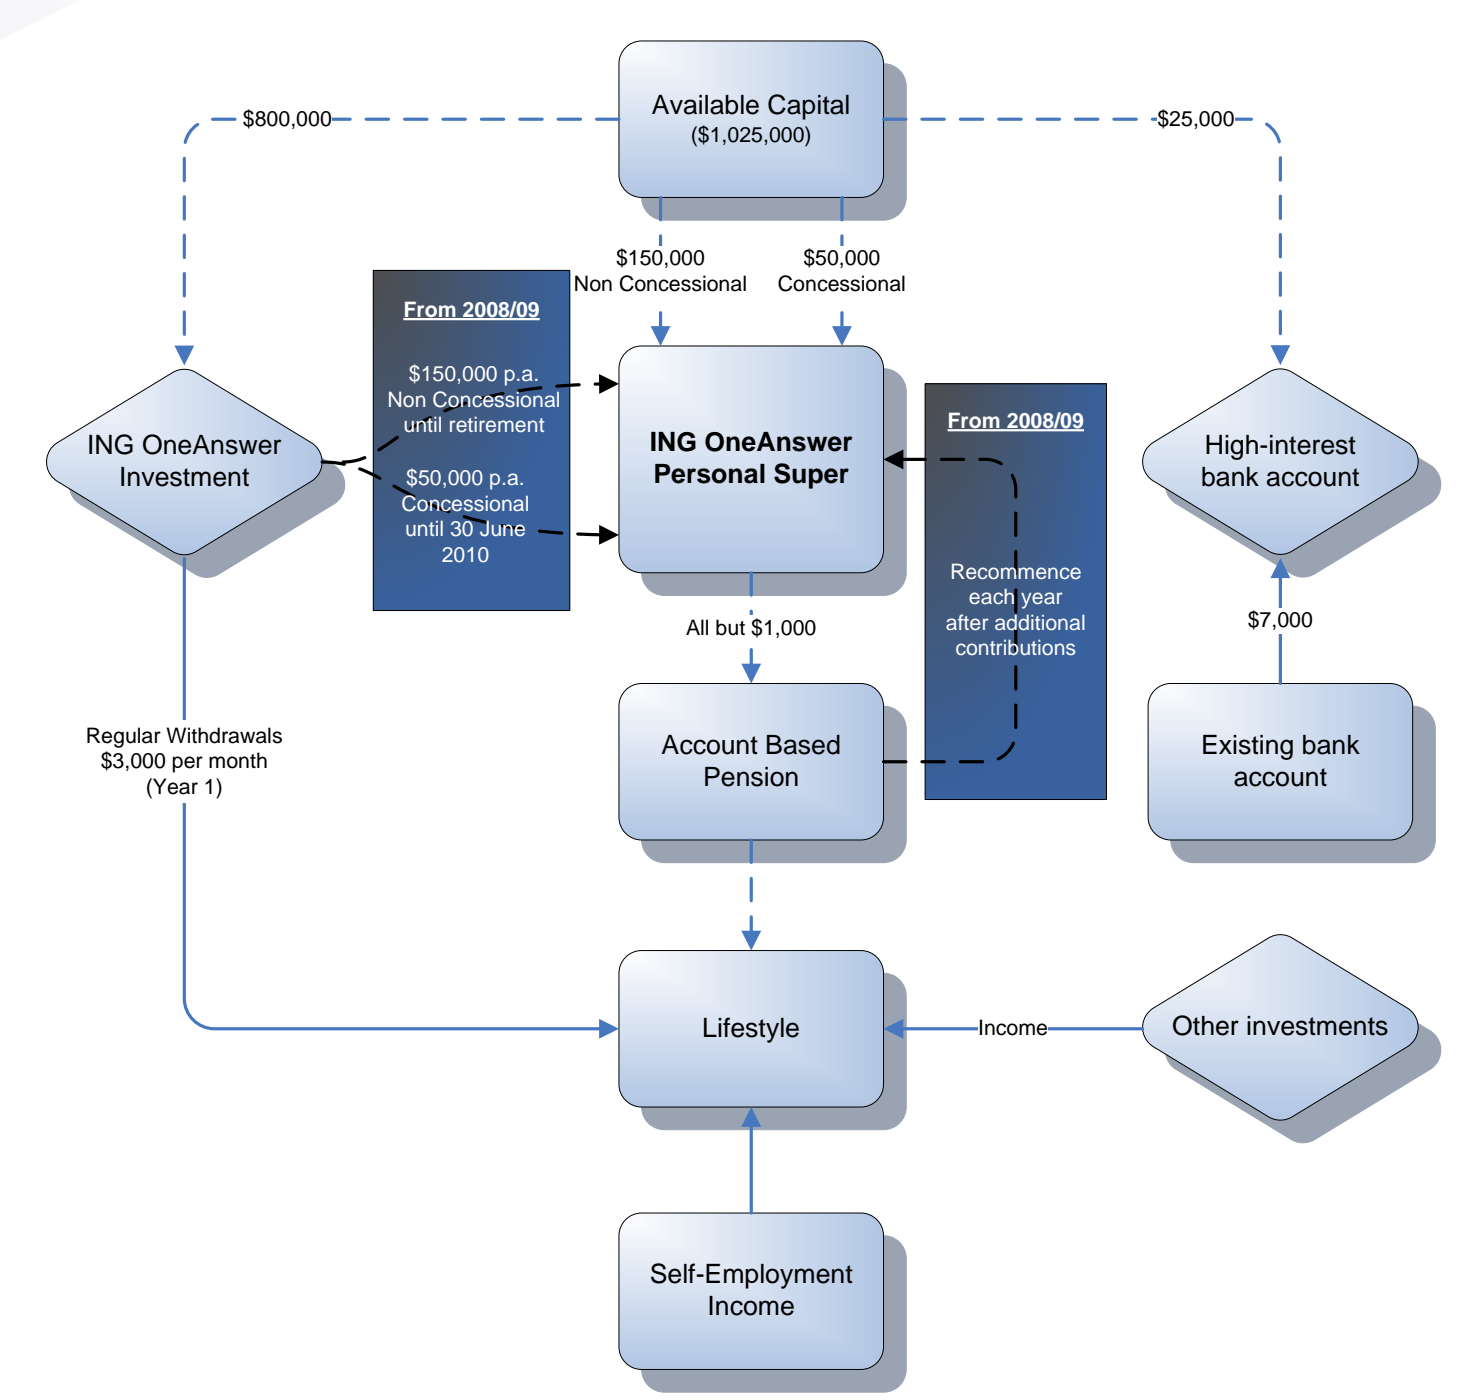 Available Capital
($1,025,000)
$800,000
$25,000
$150,000
Non Concessional
$50,000
Concessional
From 2008/09
$150,000 p.a.
Non Concessional
until retirement
$50,000 p.a.
Concessional
until 30 June
2010
ING OneAnswer
Investment
ING OneAnswer
Personal Super
From 2008/09
Recommence
each year
after additional
contributions
High-interest
bank account
$7,000
All but $1,000
Regular Withdrawals
$3,000 per month
(Year 1)
Account Based
Pension
Existing bank
account
Lifestyle
Income
Other investments
Self-Employment
Income